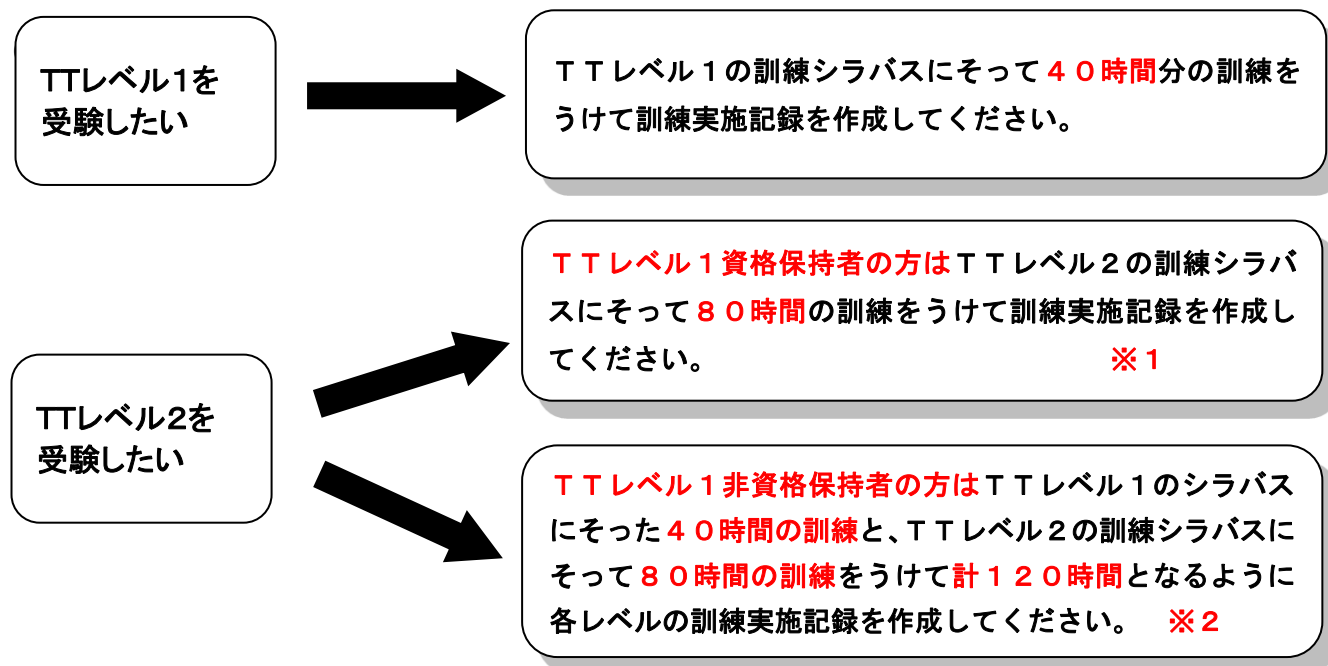 TTレベル1を
受験したい
ＴＴレベル１の訓練シラバスにそって４０時間分の訓練を
うけて訓練実施記録を作成してください。
ＴＴレベル１資格保持者の方はＴＴレベル２の訓練シラバ
スにそって８０時間の訓練をうけて訓練実施記録を作成し
てください。 ※１
TTレベル2を
受験したい
ＴＴレベル１非資格保持者の方はＴＴレベル１のシラバス
にそった４０時間の訓練と、ＴＴレベル２の訓練シラバスに
そって８０時間の訓練をうけて計１２０時間となるように
各レベルの訓練実施記録を作成してください。 ※２